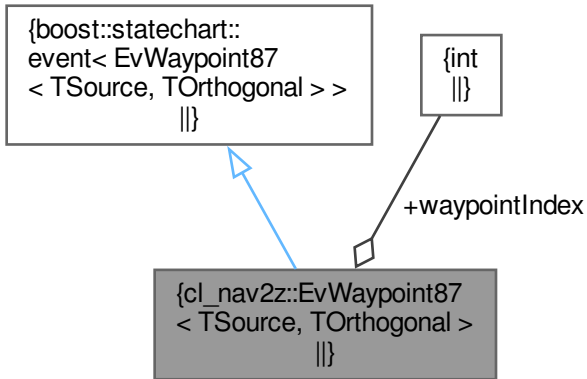 {boost::statechart::
event< EvWaypoint87
< TSource, TOrthogonal > >
||}
{int
||}
+waypointIndex
{cl_nav2z::EvWaypoint87
< TSource, TOrthogonal >
||}